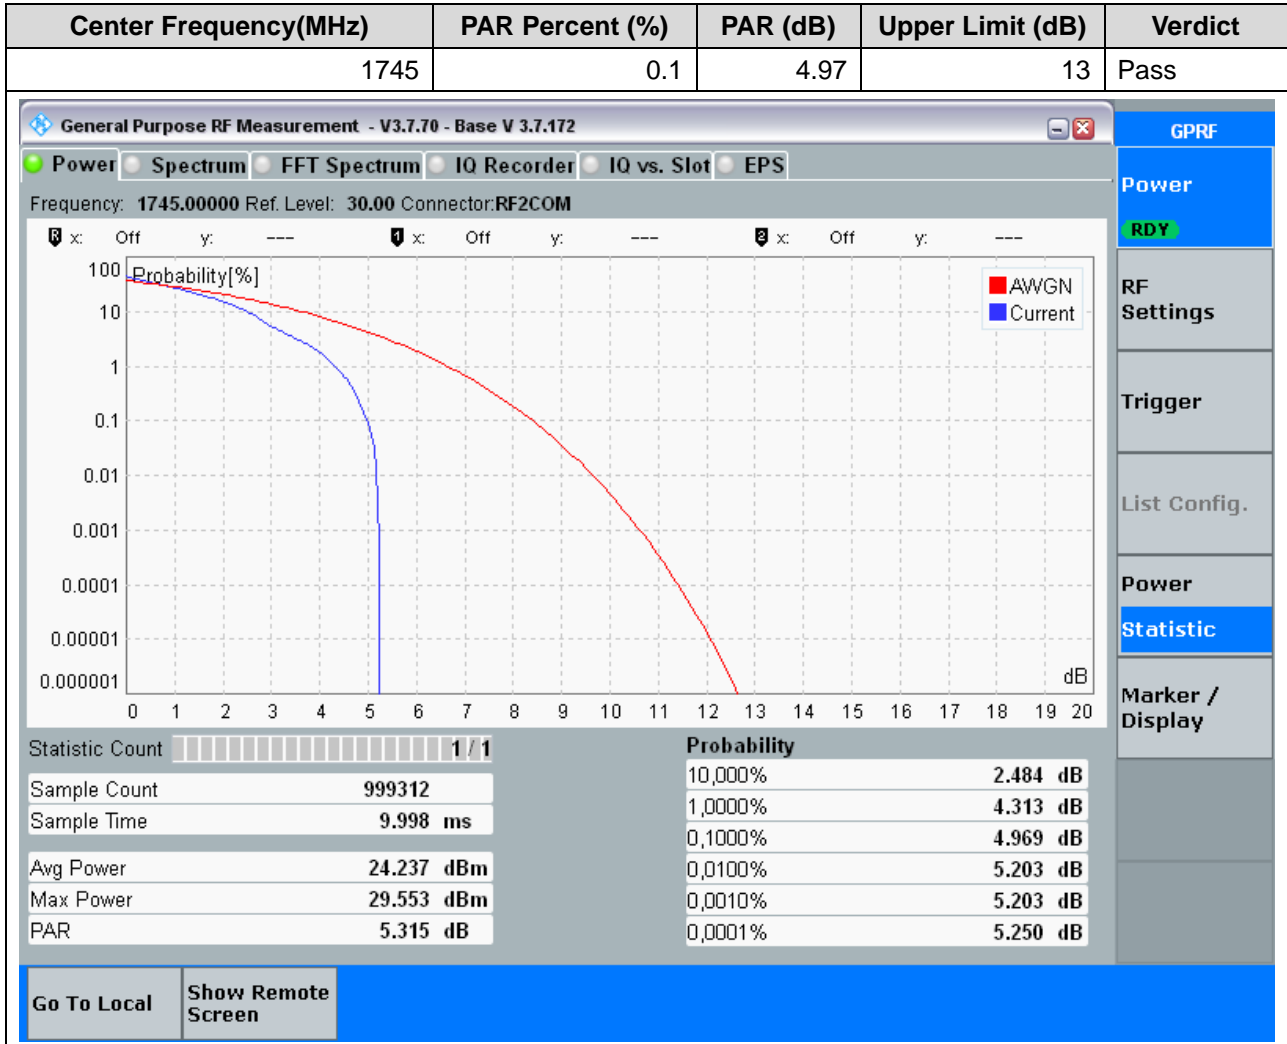 Center Frequency(MHz) PAR Percent (%) PAR (dB) Upper Limit (dB) Verdict
1745 0.1 4.97 13 Pass
General Purpose RF Measurement - V3.7.70 - Base V 3.7.172
GPRF
Power Spectrum FFT Spectrum IQ Recorder IQ vs. Slot EPS
Frequency: 1745.00000 Ref. Level: 30.00 Connector:RF2COM
R x: Off y: --- 1 x: Off y: --- 2 x: Off y: ---
Probability[%]
AWGN
Current
100
10
1
0.1
0.01
0.001
0.0001
0.00001
0.000001
dB
0 1 2 3 4 5 6 7 8 9 10 11 12 13 14 15 16 17 18 19 20
Statistic Count 1 / 1
Sample Count 999312
Sample Time 9.998 ms
Avg Power 24.237 dBm
Max Power 29.553 dBm
PAR 5.315 dB
Probability
10,000% 2.484 dB
1,0000% 4.313 dB
0,1000% 4.969 dB
0,0100% 5.203 dB
0,0010% 5.203 dB
0,0001% 5.250 dB
Power
RDY
RF
Settings
Trigger
List Config.
Power
Statistic
Marker /
Display
Go To Local
Show Remote
Screen